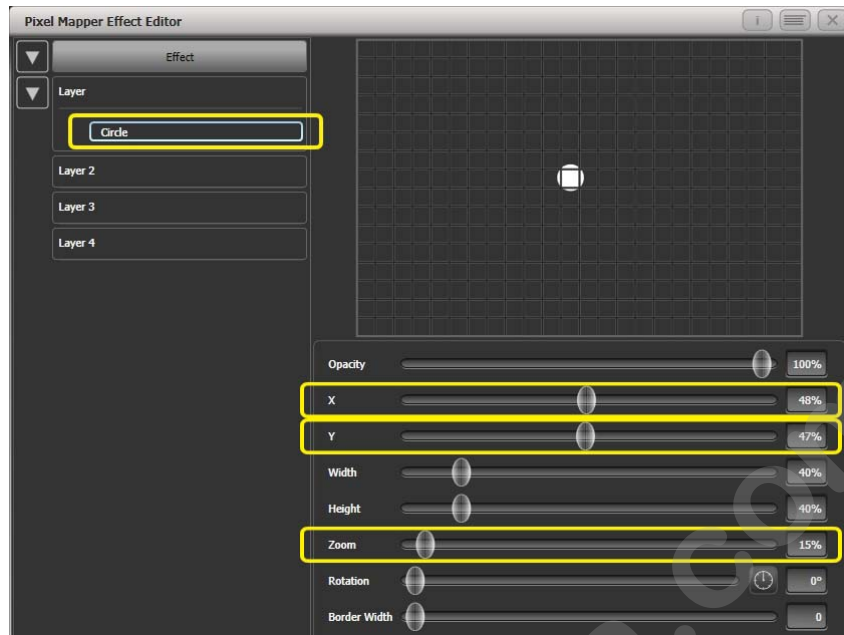 Pixel Mapper Effect Editor
i
Effect
Layer
Circle
Layer 2
Layer 3
Layer 4
Opacity 100%
X 48%
Y 47%
Width 40%
Height 40%
Zoom 15%
Rotation 0°
Border Width 0